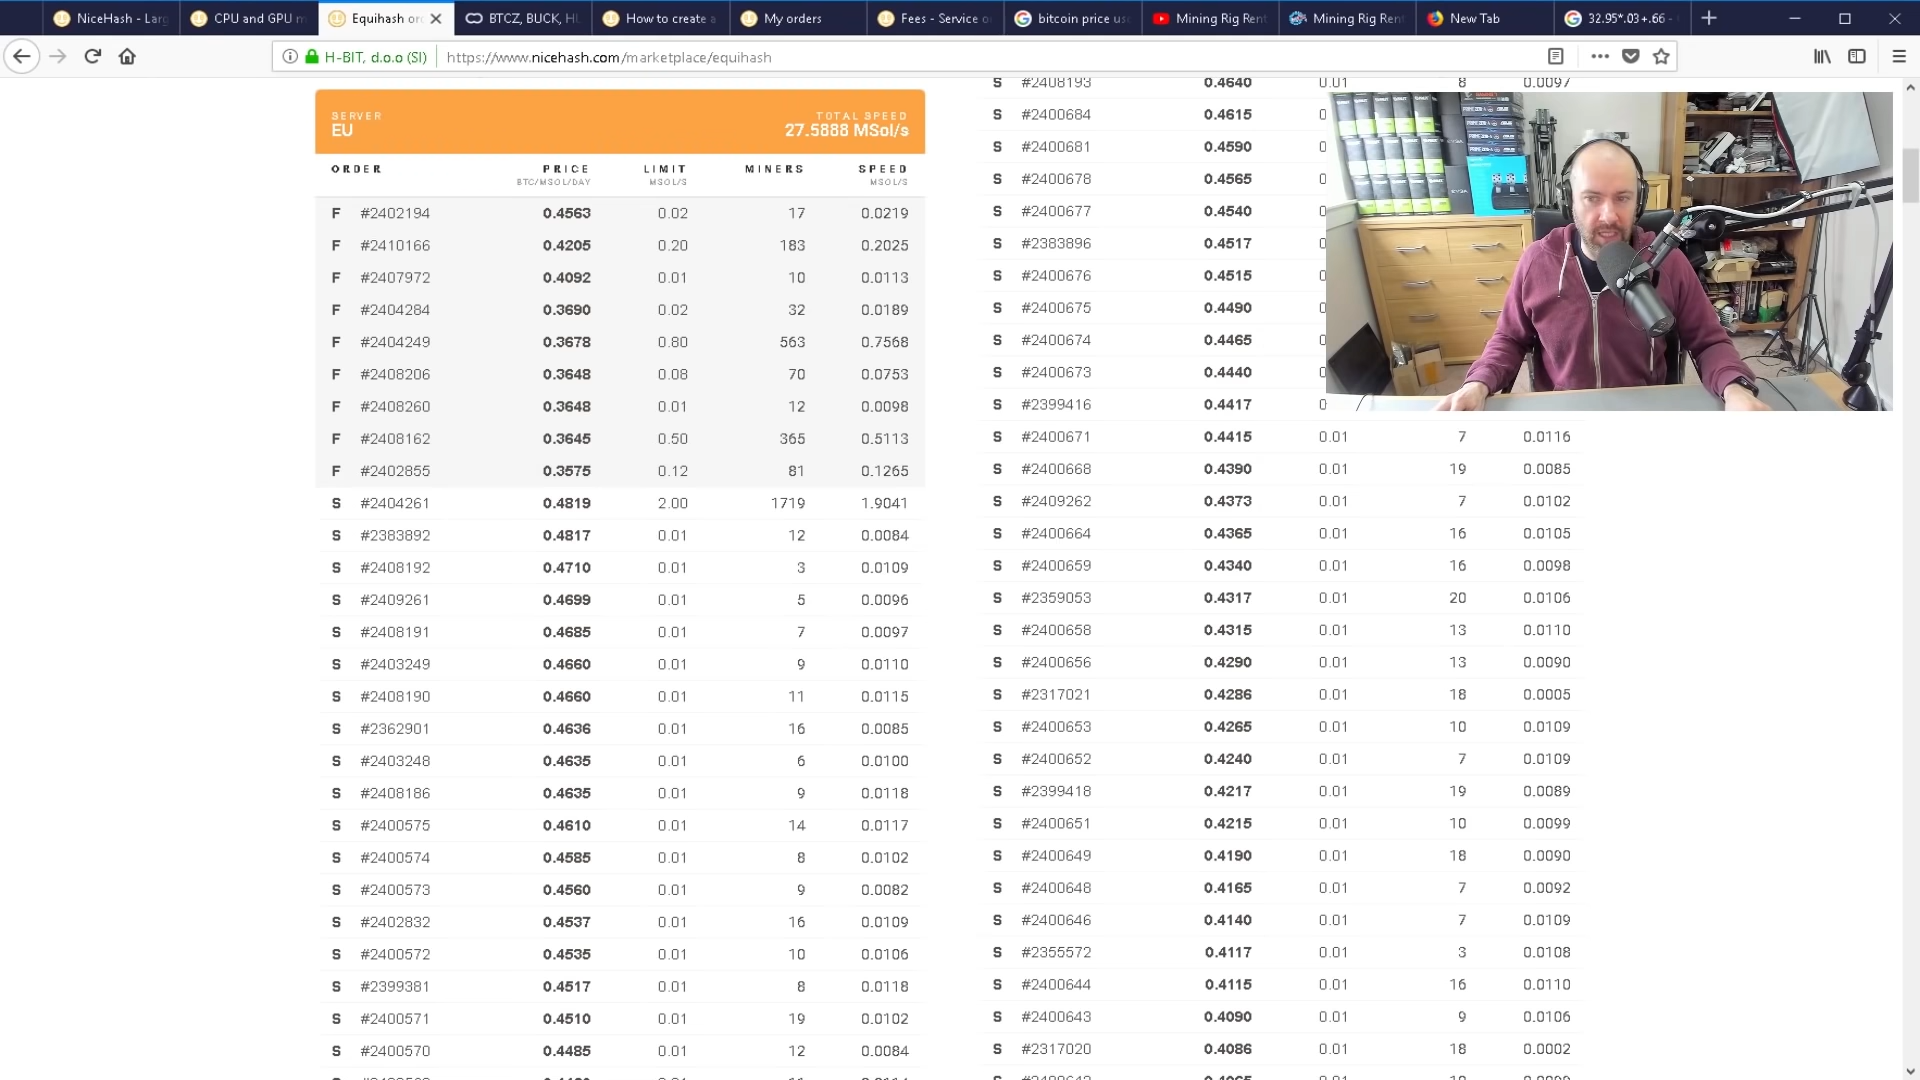 NiceHash - Larg
CPU and GPU m
Equihash or
BTCZ, BUCK, H
How to create a
My orders
Fees - Service o
bitcoin price us
Mining Rig Rent
Mining Rig Rent
New Tab
32.95*.03+.66 -
H-BIT, d.o.o (SI)
https://www.nicehash.com/marketplace/equihash
SERVER
EU
TOTAL SPEED
27.5888 MSol/s
ORDER PRICE LIMIT MINERS SPEED
BTC/MSOL/DAY MSOL/S MSOL/S
F #2402194 0.4563 0.02 17 0.0219
F #2410166 0.4205 0.20 183 0.2025
F #2407972 0.4092 0.01 10 0.0113
F #2404284 0.3690 0.02 32 0.0189
F #2404249 0.3678 0.80 563 0.7568
F #2408206 0.3648 0.08 70 0.0753
F #2408260 0.3648 0.01 12 0.0098
F #2408162 0.3645 0.50 365 0.5113
F #2402855 0.3575 0.12 81 0.1265
S #2404261 0.4819 2.00 1719 1.9041
S #2383892 0.4817 0.01 12 0.0084
S #2408192 0.4710 0.01 3 0.0109
S #2409261 0.4699 0.01 5 0.0096
S #2408191 0.4685 0.01 7 0.0097
S #2403249 0.4660 0.01 9 0.0110
S #2408190 0.4660 0.01 11 0.0115
S #2362901 0.4636 0.01 16 0.0085
S #2403248 0.4635 0.01 6 0.0100
S #2408186 0.4635 0.01 9 0.0118
S #2400575 0.4610 0.01 14 0.0117
S #2400574 0.4585 0.01 8 0.0102
S #2400573 0.4560 0.01 9 0.0082
S #2402832 0.4537 0.01 16 0.0109
S #2400572 0.4535 0.01 10 0.0106
S #2399381 0.4517 0.01 8 0.0118
S #2400571 0.4510 0.01 19 0.0102
S #2400570 0.4485 0.01 12 0.0084
S #2408193 0.4640 0.01 8 0.0097
S #2400684 0.4615 0
S #2400681 0.4590 0
S #2400678 0.4565 0
S #2400677 0.4540 0
S #2383896 0.4517 0
S #2400676 0.4515 0
S #2400675 0.4490 0
S #2400674 0.4465 0
S #2400673 0.4440 0
S #2399416 0.4417 0
S #2400671 0.4415 0.01 7 0.0116
S #2400668 0.4390 0.01 19 0.0085
S #2409262 0.4373 0.01 7 0.0102
S #2400664 0.4365 0.01 16 0.0105
S #2400659 0.4340 0.01 16 0.0098
S #2359053 0.4317 0.01 20 0.0106
S #2400658 0.4315 0.01 13 0.0110
S #2400656 0.4290 0.01 13 0.0090
S #2317021 0.4286 0.01 18 0.0005
S #2400653 0.4265 0.01 10 0.0109
S #2400652 0.4240 0.01 7 0.0109
S #2399418 0.4217 0.01 19 0.0089
S #2400651 0.4215 0.01 10 0.0099
S #2400649 0.4190 0.01 18 0.0090
S #2400648 0.4165 0.01 7 0.0092
S #2400646 0.4140 0.01 7 0.0109
S #2355572 0.4117 0.01 3 0.0108
S #2400644 0.4115 0.01 16 0.0110
S #2400643 0.4090 0.01 9 0.0106
S #2317020 0.4086 0.01 18 0.0002